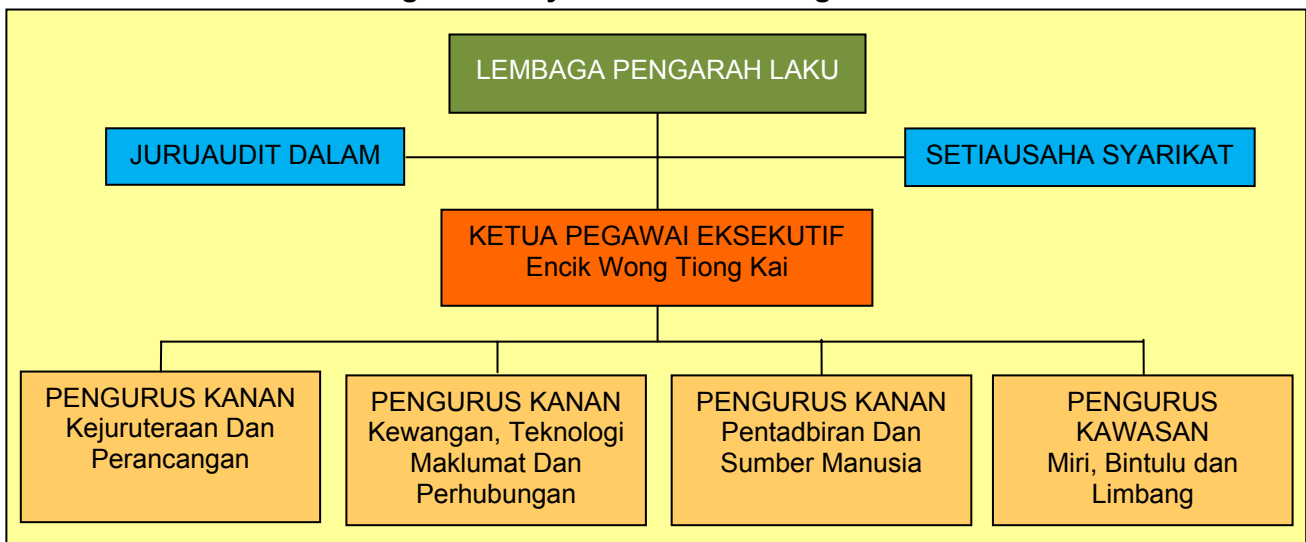 LEMBAGA PENGARAH LAKU
JURUAUDIT DALAM
SETIAUSAHA SYARIKAT
KETUA PEGAWAI EKSEKUTIF
Encik Wong Tiong Kai
PENGURUS KANAN
Kejuruteraan Dan
Perancangan
PENGURUS KANAN
Kewangan, Teknologi
Maklumat Dan
Perhubungan
PENGURUS KANAN
Pentadbiran Dan
Sumber Manusia
PENGURUS
KAWASAN
Miri, Bintulu dan
Limbang